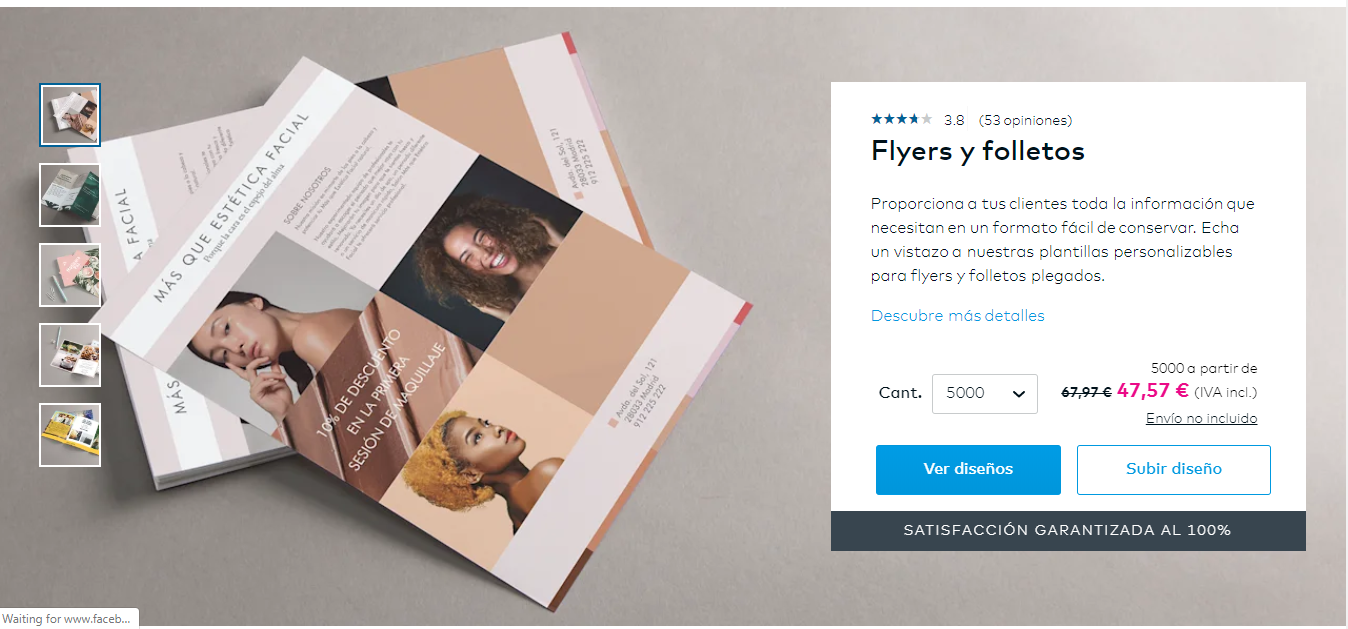 3.8 (53 opiniones)
Flyers y folletos
Proporciona a tus clientes toda la información que
necesitan en un formato fácil de conservar. Echa
un vistazo a nuestras plantillas personalizables
para flyers y folletos plegados.
Descubre más detalles
5000 a partir de
Cant. 5000 67,97 € 47,57 € (IVA incl.)
Envío no incluido
Ver diseños Subir diseño
SATISFACCIÓN GARANTIZADA AL 100%
MÁS QUE ESTÉTICA FACIAL
Porque la cara es el espejo del alma
SOBRE NOSOTROS
10% DE DESCUENTO
EN LA PRIMERA
SESIÓN DE MAQUILLAJE
Avda. del Sol, 121
28033 Madrid
912 225 222
Avda. del Sol, 121
28033 Madrid
912 225 222
A FACIAL
MÁS
Waiting for www.faceb...